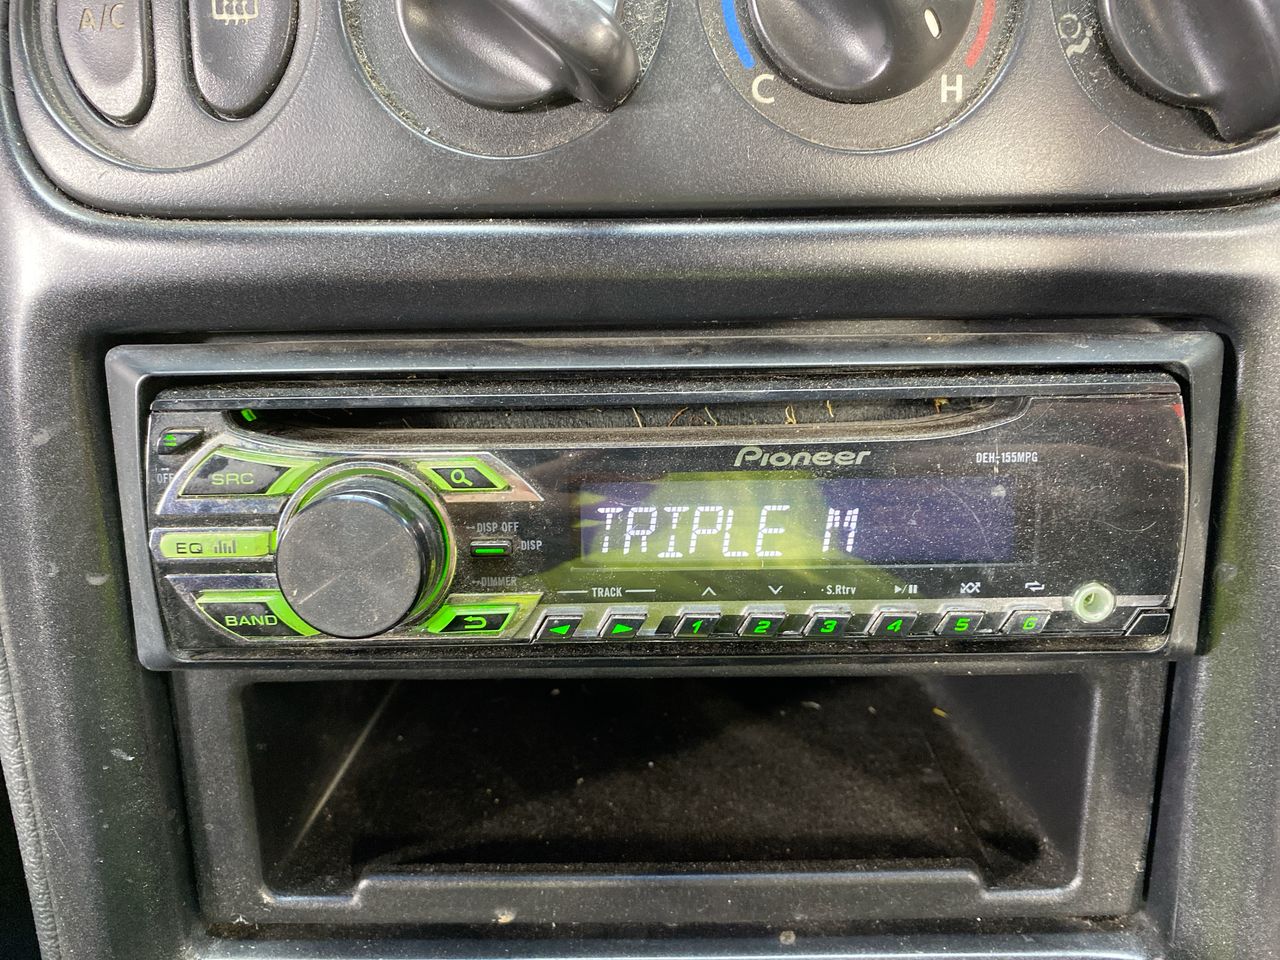 A/C
C H
Pioneer
DEH-155MPG
OFF
SRC
TRIPLE M
DISP OFF
EQ
DISP
DIMMER
TRACK
S.Rtrv
BAND
1 2 3 4 5 6